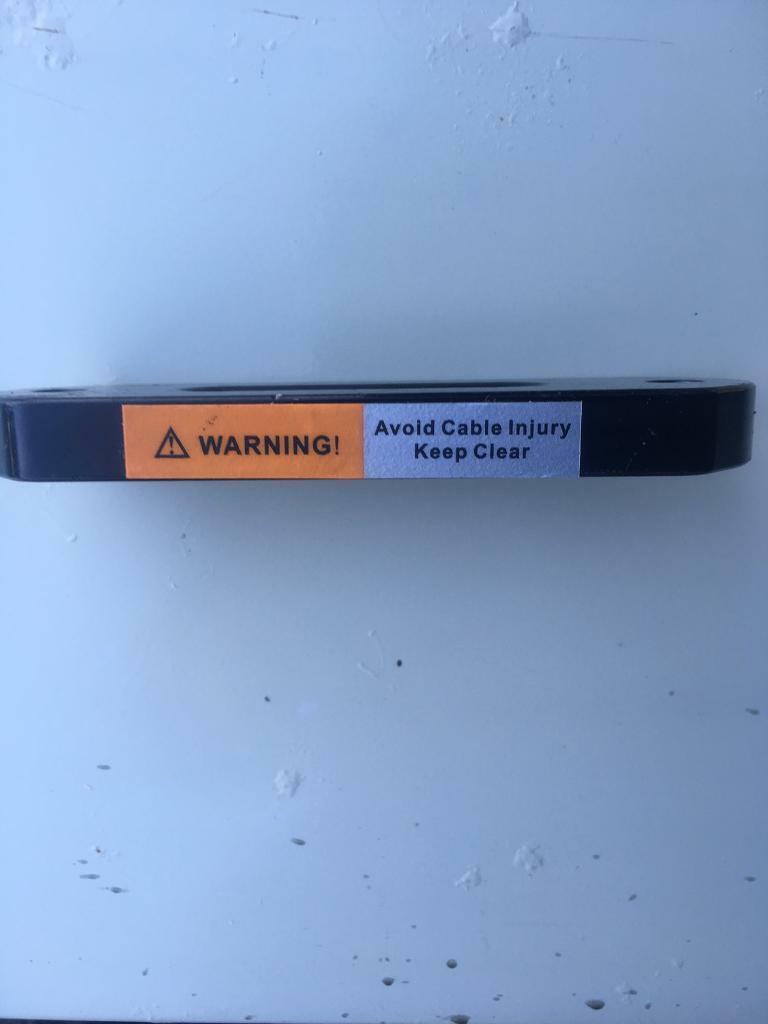 WARNING!
Avoid Cable Injury
Keep Clear